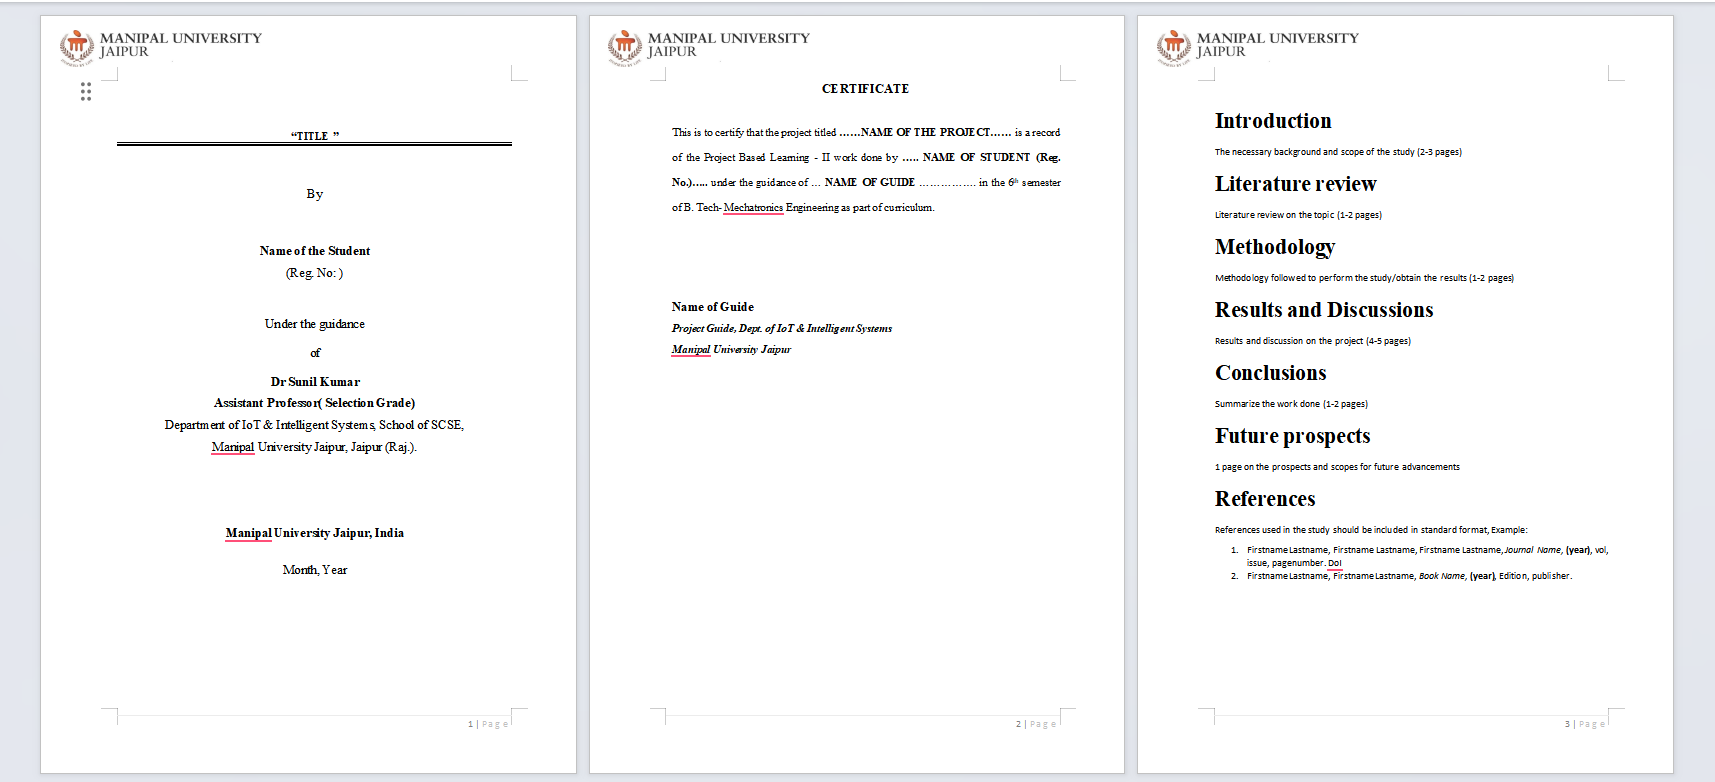 MANIPAL UNIVERSITY
JAIPUR
“TITLE ”
By
Name of the Student
(Reg. No: )
Under the guidance
of
Dr Sunil Kumar
Assistant Professor( Selection Grade)
Department of IoT & Intelligent Systems, School of SCSE,
Manipal University Jaipur, Jaipur (Raj.).
Manipal University Jaipur, India
Month, Year
1 | Page
MANIPAL UNIVERSITY
JAIPUR
CERTIFICATE
This is to certify that the project titled ……NAME OF THE PROJECT…… is a record
of the Project Based Learning - II work done by ….. NAME OF STUDENT (Reg.
No.)….. under the guidance of … NAME OF GUIDE …………… in the 6th semester
of B. Tech- Mechatronics Engineering as part of curriculum.
Name of Guide
Project Guide, Dept. of IoT & Intelligent Systems
Manipal University Jaipur
2 | Page
MANIPAL UNIVERSITY
JAIPUR
Introduction
The necessary background and scope of the study (2-3 pages)
Literature review
Literature review on the topic (1-2 pages)
Methodology
Methodology followed to perform the study/obtain the results (1-2 pages)
Results and Discussions
Results and discussion on the project (4-5 pages)
Conclusions
Summarize the work done (1-2 pages)
Future prospects
1 page on the prospects and scopes for future advancements
References
References used in the study should be included in standard format, Example:
1. Firstname Lastname, Firstname Lastname, Firstname Lastname, Journal Name, (year), vol,
issue, pagenumber. DoI
2. Firstname Lastname, Firstname Lastname, Book Name, (year), Edition, publisher.
3 | Page